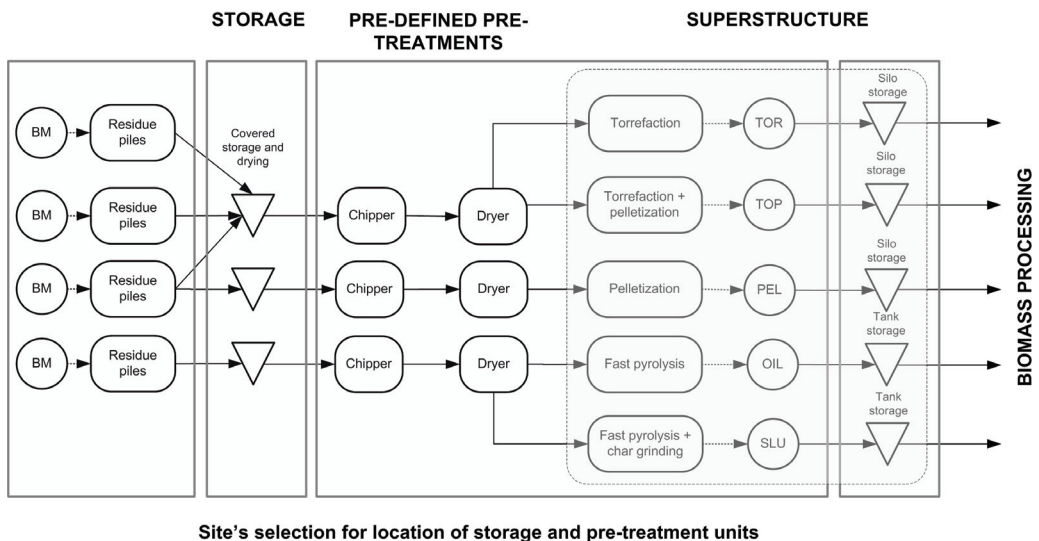 STORAGE
PRE-DEFINED PRE-
TREATMENTS
SUPERSTRUCTURE
BM
Residue
piles
Covered
storage and
drying
Torrefaction
TOR
Silo
storage
BM
Residue
piles
Chipper
Dryer
Torrefaction +
pelletization
TOP
Silo
storage
BM
Residue
piles
Chipper
Dryer
Pelletization
PEL
Silo
storage
BM
Residue
piles
Chipper
Dryer
Fast pyrolysis
OIL
Tank
storage
Fast pyrolysis +
char grinding
SLU
Tank
storage
BIOMASS PROCESSING
Site's selection for location of storage and pre-treatment units